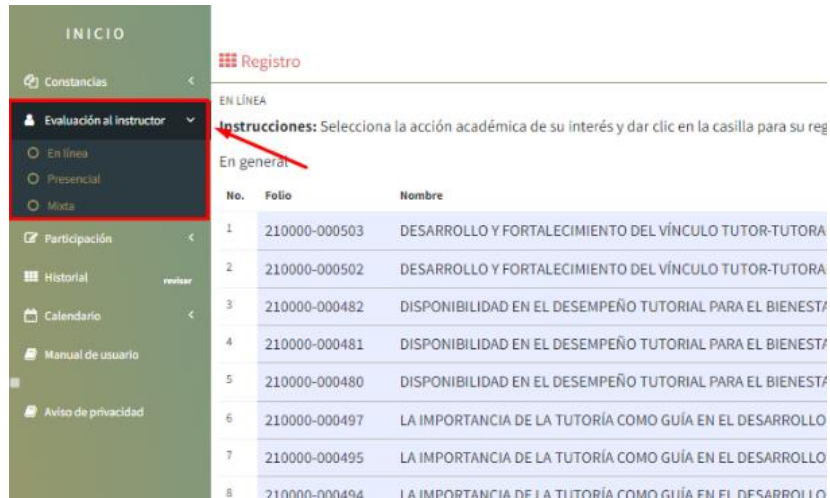 INICIO
Constancias
Evaluación al instructor
En línea
Presencial
Mixta
Participación
Historial revisar
Calendario
Manual de usuario
Aviso de privacidad
Registro
EN LÍNEA
Instrucciones: Selecciona la acción académica de su interés y dar clic en la casilla para su reg
En general
No. Folio Nombre
1 210000-000503 DESARROLLO Y FORTALECIMIENTO DEL VÍNCULO TUTOR-TUTORA
2 210000-000502 DESARROLLO Y FORTALECIMIENTO DEL VÍNCULO TUTOR-TUTORA
3 210000-000482 DISPONIBILIDAD EN EL DESEMPEÑO TUTORIAL PARA EL BIENESTA
4 210000-000481 DISPONIBILIDAD EN EL DESEMPEÑO TUTORIAL PARA EL BIENESTA
5 210000-000480 DISPONIBILIDAD EN EL DESEMPEÑO TUTORIAL PARA EL BIENESTA
6 210000-000497 LA IMPORTANCIA DE LA TUTORÍA COMO GUÍA EN EL DESARROLLO
7 210000-000495 LA IMPORTANCIA DE LA TUTORÍA COMO GUÍA EN EL DESARROLLO
8 210000-000494 LA IMPORTANCIA DE LA TUTORÍA COMO GUÍA EN EL DESARROLLO